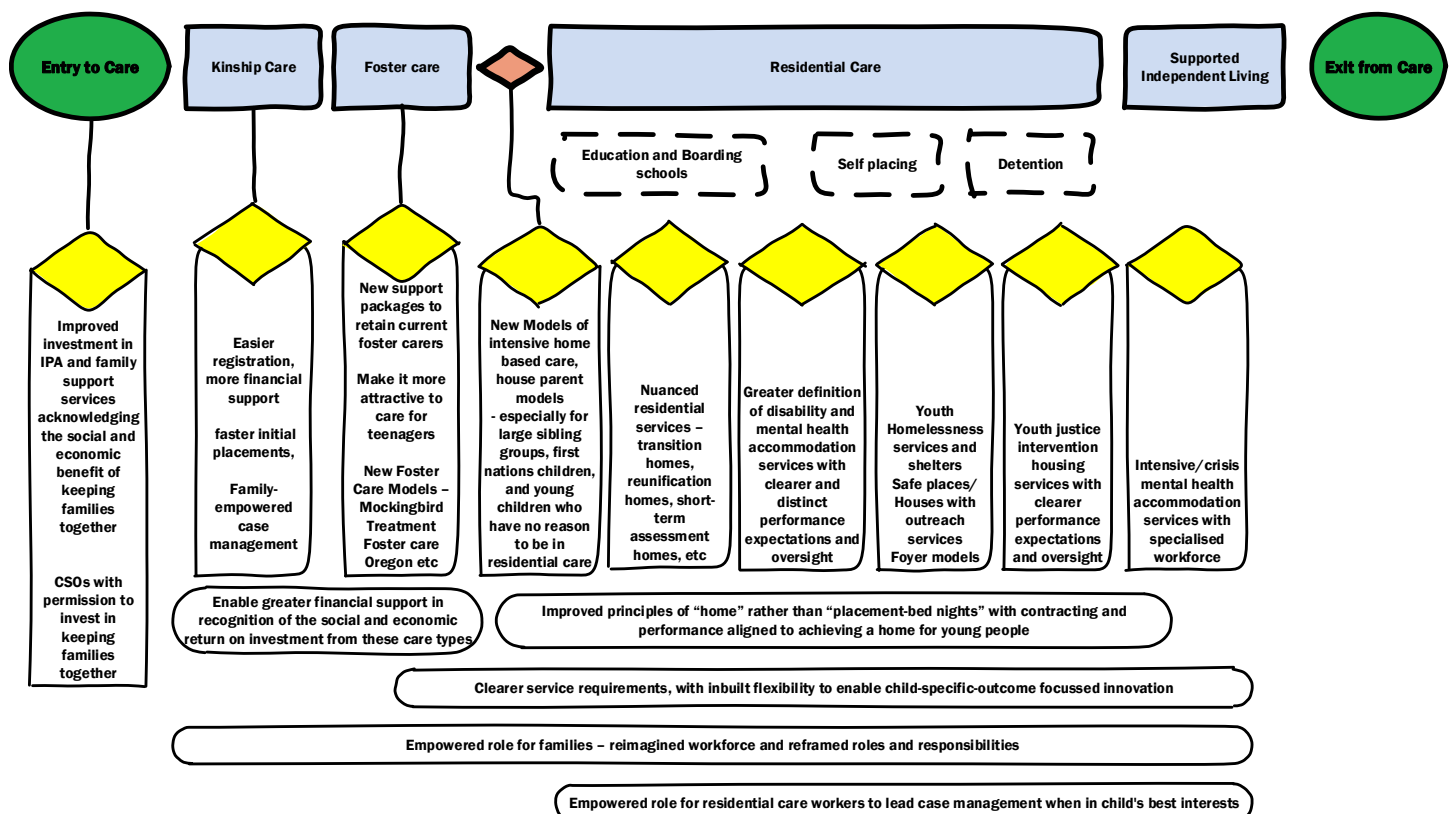 Entry to Care
Kinship Care
Foster care
Residential Care
Supported
Independent Living
Exit from Care
Education and Boarding
schools
Self placing
Detention
Improved
investment in
IPA and family
support
services
acknowledging
the social and
economic
benefit of
keeping
families
together
CSOs with
permission to
invest in
keeping
families
together
Easier
registration,
more financial
support
faster initial
placements,
Family-
empowered
case
management
New support
packages to
retain current
foster carers
Make it more
attractive to
care for
teenagers
New Foster
Care Models –
Mockingbird
Treatment
Foster care
Oregon etc
New Models of
intensive home
based care,
house parent
models
- especially for
large sibling
groups, first
nations children,
and young
children who
have no reason
to be in
residential care
Nuanced
residential
services –
transition
homes,
reunification
homes, short-
term
assessment
homes, etc
Greater definition
of disability and
mental health
accommodation
services with
clearer and
distinct
performance
expectations and
oversight
Youth
Homelessness
services and
shelters
Safe places/
Houses with
outreach
services
Foyer models
Youth justice
intervention
housing
services with
clearer
performance
expectations
and oversight
Intensive/crisis
mental health
accommodation
services with
specialised
workforce
Enable greater financial support in
recognition of the social and economic
return on investment from these care types
Improved principles of “home” rather than “placement-bed nights” with contracting and
performance aligned to achieving a home for young people
Clearer service requirements, with inbuilt flexibility to enable child-specific-outcome focussed innovation
Empowered role for families – reimagined workforce and reframed roles and responsibilities
Empowered role for residential care workers to lead case management when in child's best interests